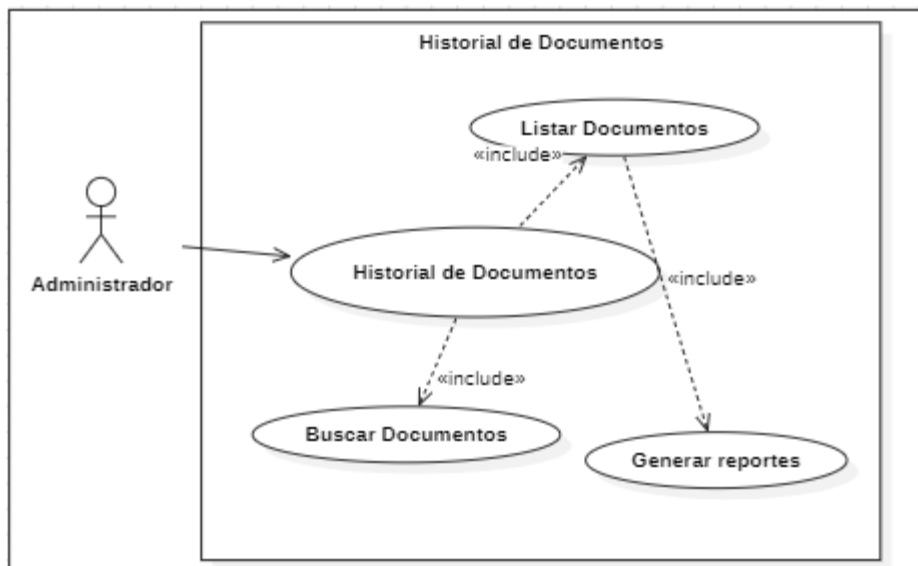 Historial de Documentos
Listar Documentos
«include»
Administrador
Historial de Documentos
«include»
«include»
Buscar Documentos
Generar reportes